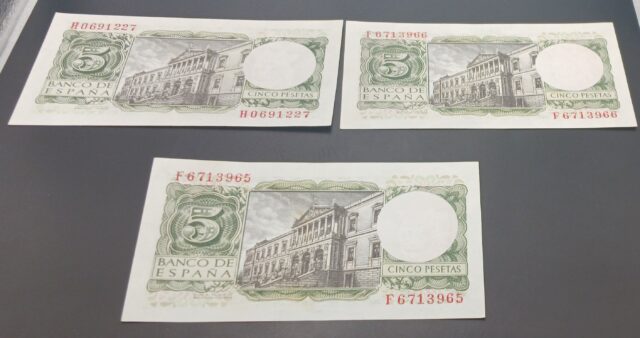 H0691227
5
BANCO DE
ESPAÑA
CINCO PESETAS
H0691227
F6713966
5
BANCO DE
ESPAÑA
CINCO PESETAS
F6713966
F6713965
5
BANCO DE
ESPAÑA
CINCO PESETAS
F6713965